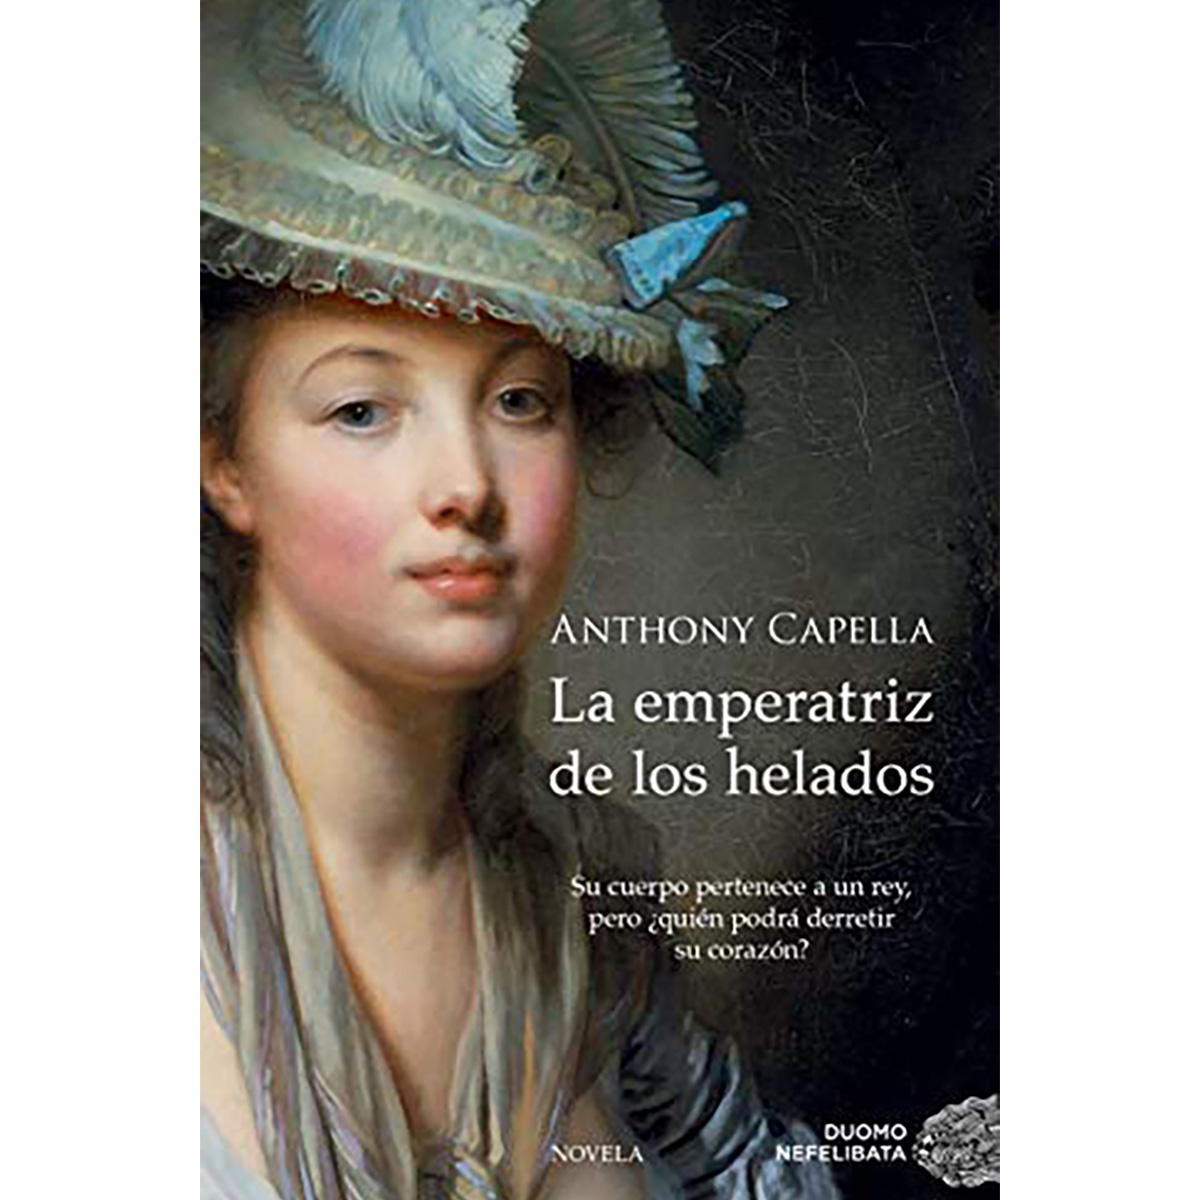 ANTHONY CAPELLA
La emperatriz
de los helados
Su cuerpo pertenece a un rey,
pero ¿quién podrá derretir
su corazón?
NOVELA
DUOMO
NEFELIBATA